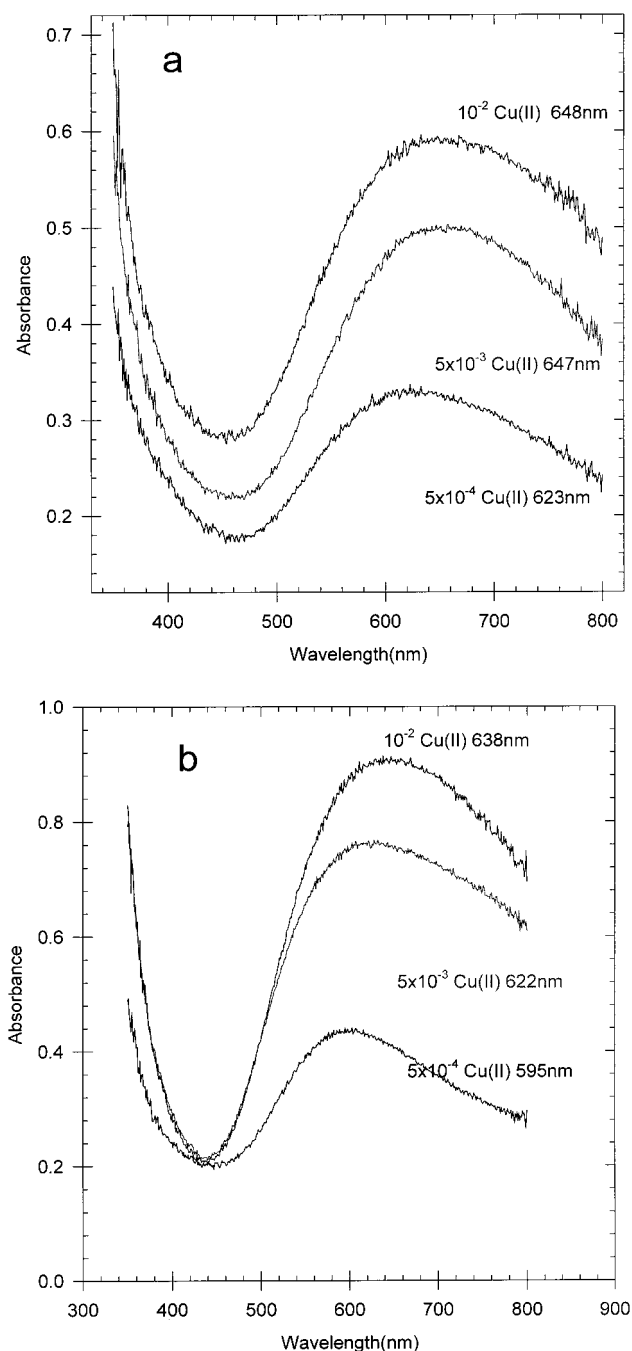 a
0.7
0.6
0.5
0.4
0.3
0.2
Absorbance
10⁻² Cu(II) 648nm
5x10⁻³ Cu(II) 647nm
5x10⁻⁴ Cu(II) 623nm
400 500 600 700 800
Wavelength(nm)
b
1.0
0.8
0.6
0.4
0.2
0.0
Absorbance
10⁻² Cu(II) 638nm
5x10⁻³ Cu(II) 622nm
5x10⁻⁴ Cu(II) 595nm
300 400 500 600 700 800 900
Wavelength(nm)